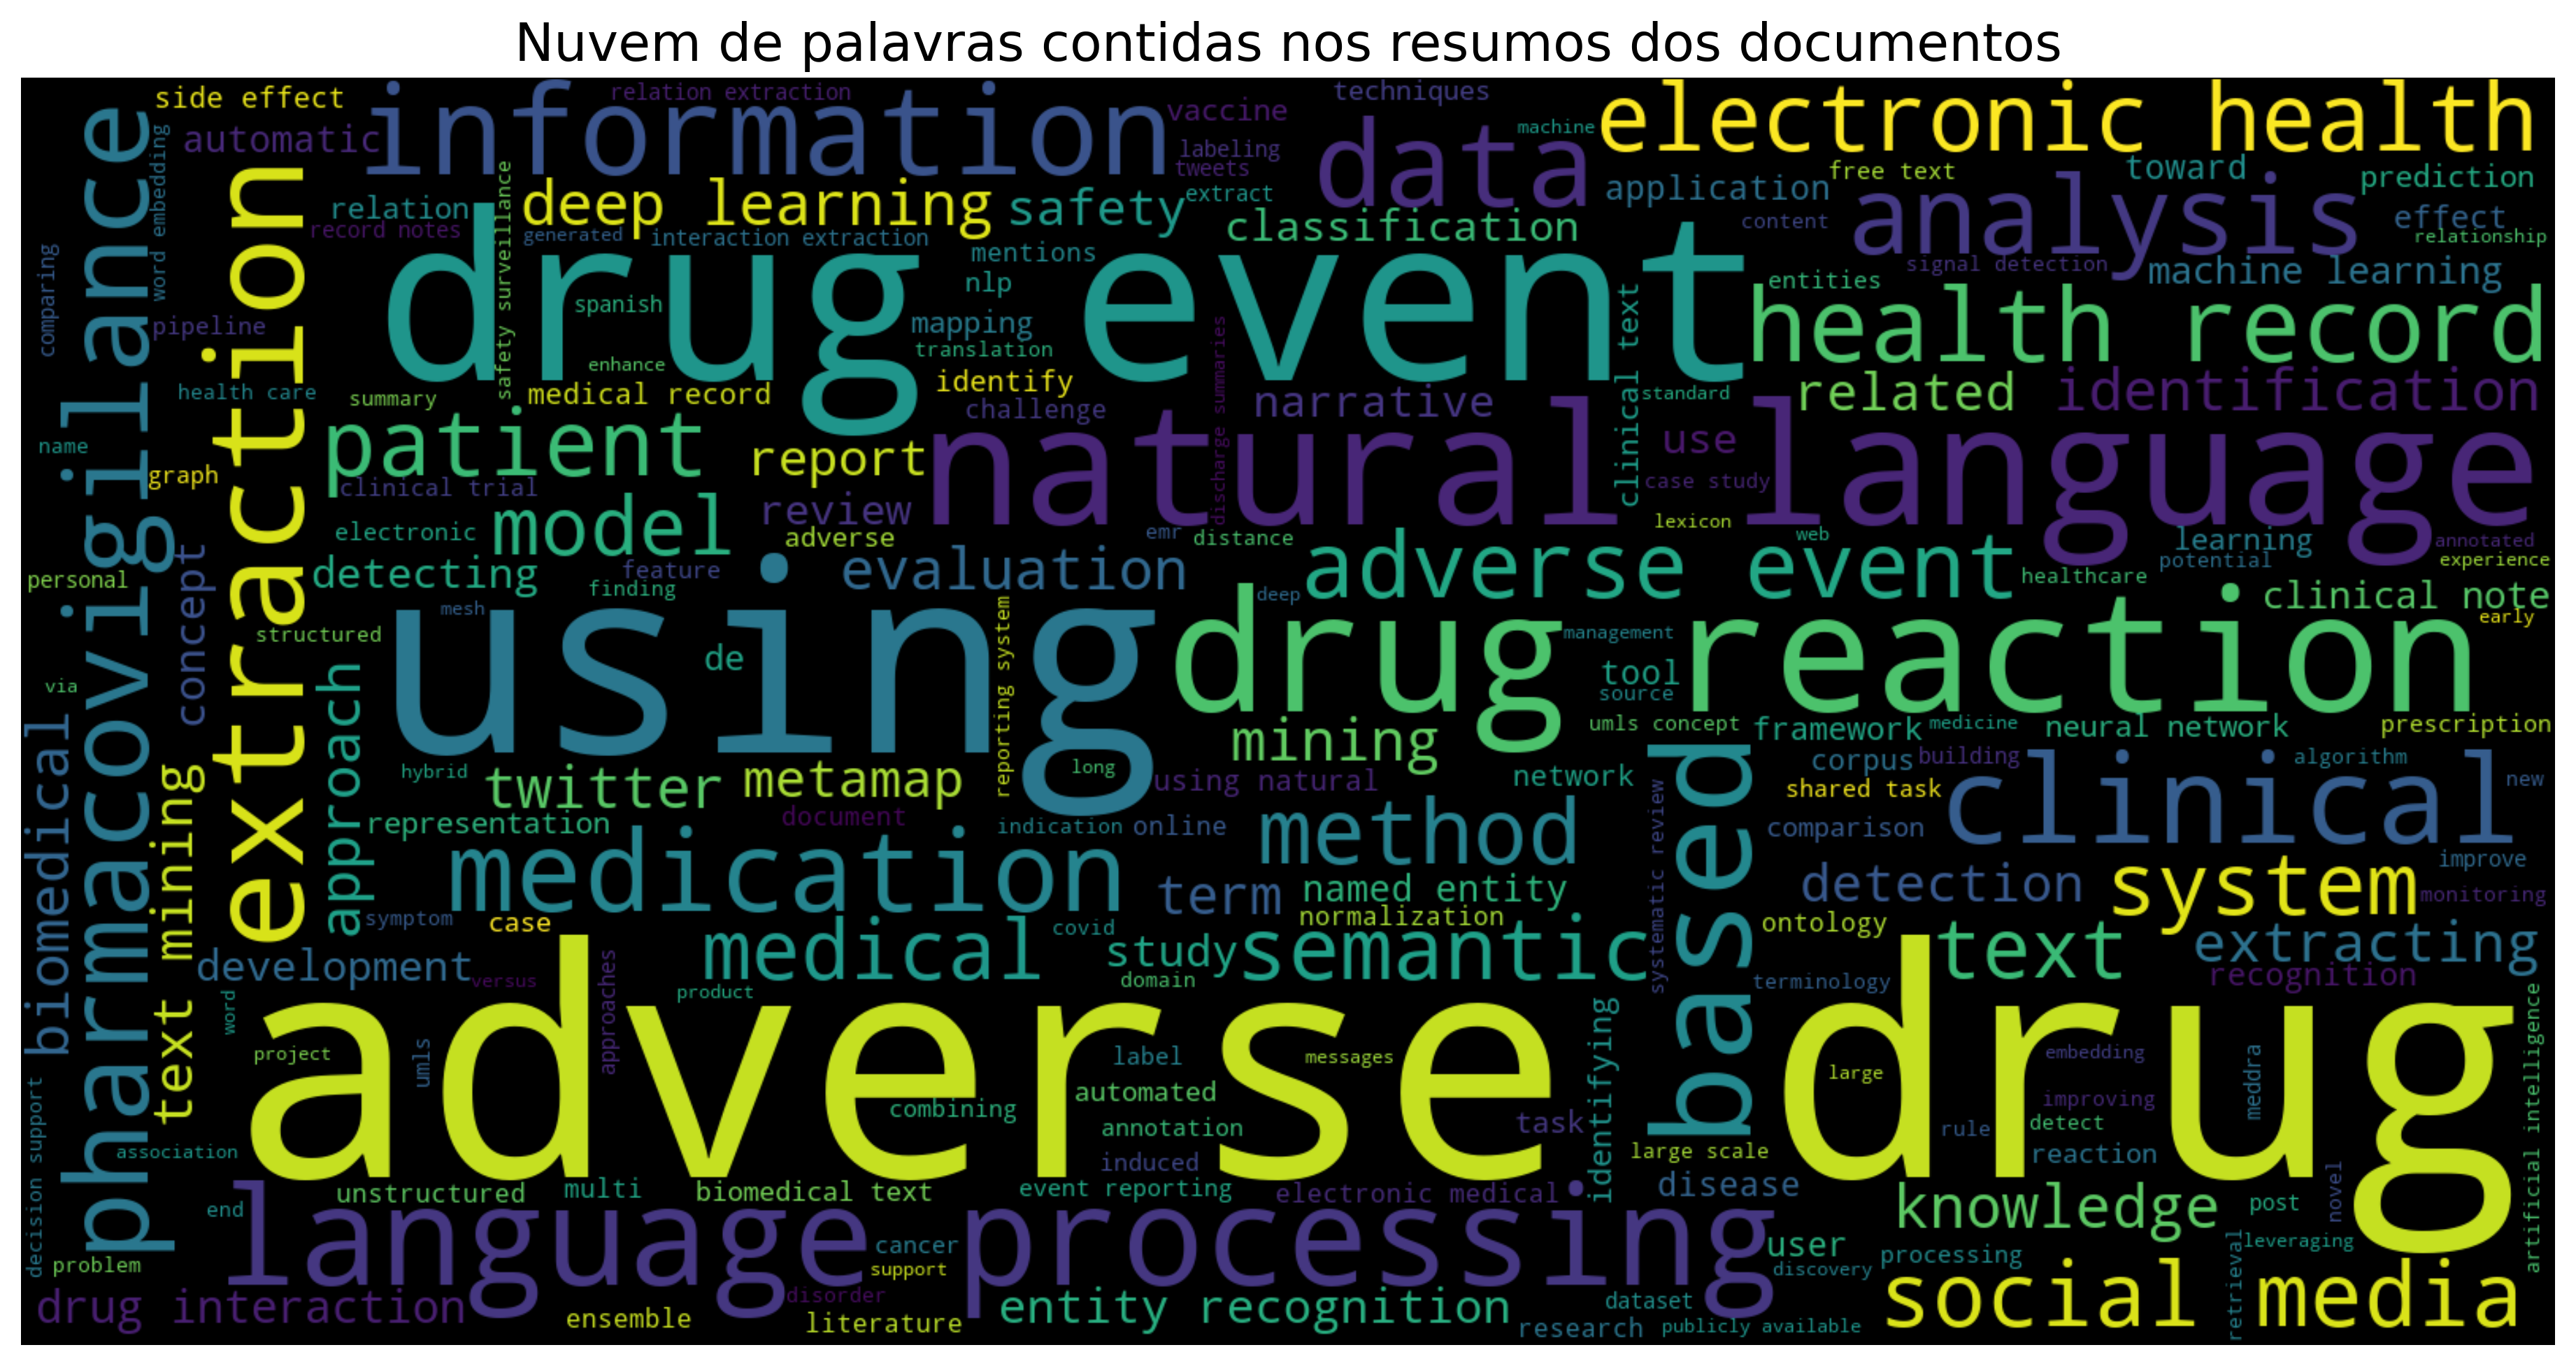 Nuvem de palavras contidas nos resumos dos documentos
side effect
relation extraction
techniques
information
vaccine
electronic health
automatic
data
machine
labeling
tweets
free text
toward
prediction
word embedding
pharmacovigilance
extraction
relation
record notes
safety surveillance
deep learning
safety
extract
application
analysis
effect
relationship
content
classification
generated
interaction extraction
mentions
signal detection
machine learning
comparing
drug event
spanish
nlp
entities
health record
pipeline
mapping
translation
enhance
identify
clinical text
standard
related
identification
health care
summary
medical record
challenge
discharge summaries
narrative
name
patient
report
natural language
use
case study
graph
clinical trial
review
electronic
model
adverse
emr
distance
lexicon
web
learning
annotated
potential
experience
personal
concept
detecting
feature
finding
evaluation
deep
adverse event
healthcare
clinical note
early
mesh
structured
using
de
reporting system
drug reaction
management
tool
source
via
approach
biomedical
text mining
hybrid
twitter
metamap
long
mining
using natural
network
umls concept
framework
medicine
neural network
prescription
corpus
building
algorithm
shared task
clinical
new
representation
document
indication
online
method
based
systematic review
comparison
medication
term
named entity
normalization
detection
system
improve
monitoring
symptom
case
covid
ontology
development
versus
medical
study
semantic
text
extracting
recognition
domain
product
terminology
word
approaches
adverse drug
project
umls
label
messages
identifying
large
embedding
meddra
artificial intelligence
automated
combining
annotation
task
improving
rule
detect
decision support
association
induced
large scale
reaction
unstructured
multi
biomedical text
event reporting
electronic medical
disease
knowledge
post
novel
end
language processing
cancer
support
user
processing
leveraging
problem
discovery
retrieval
drug interaction
disorder
ensemble
literature
entity recognition
dataset
research
publicly available
social media